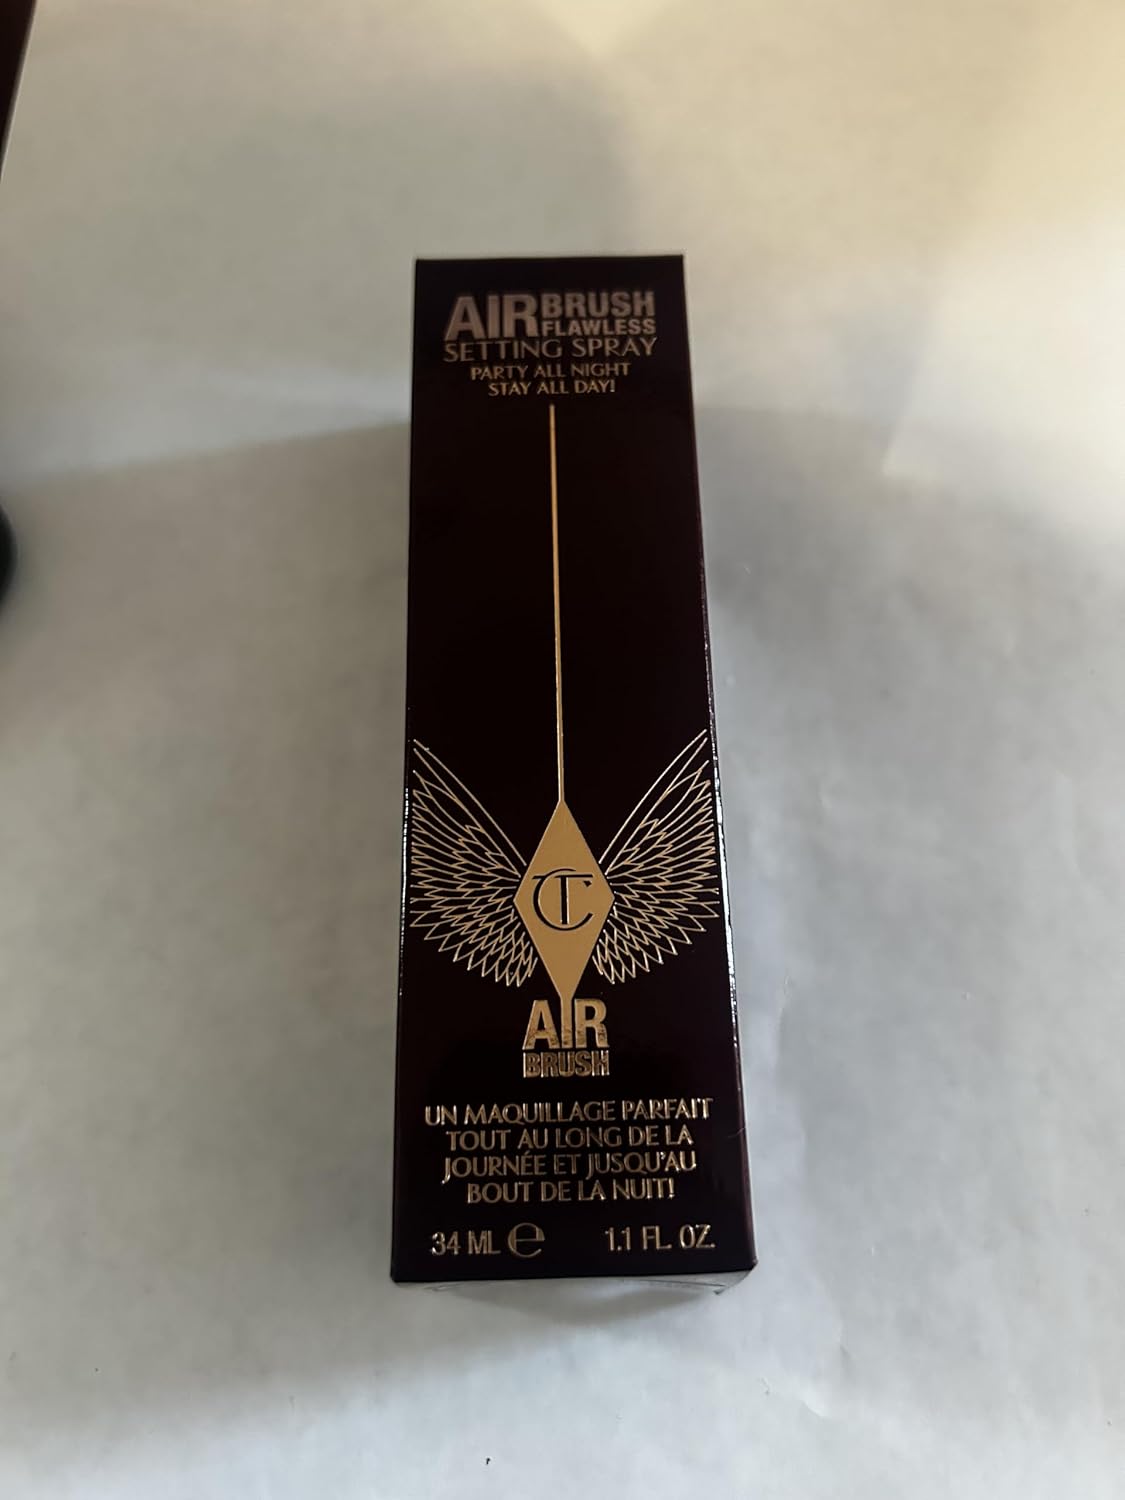 AIRBRUSH
FLAWLESS
SETTING SPRAY
PARTY ALL NIGHT
STAY ALL DAY!
CT
AIR
BRUSH
UN MAQUILLAGE PARFAIT
TOUT AU LONG DE LA
JOURNÉE ET JUSQU'AU
BOUT DE LA NUIT!
34 ML ℮ 1.1 FL. OZ.